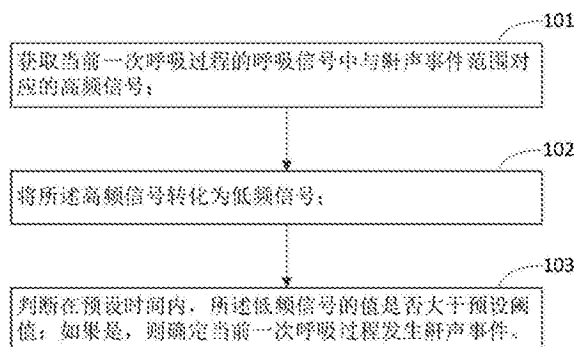 101
获取当前一次呼吸过程的呼吸信号中与鼾声事件范围对
应的高频信号；
102
将所述高频信号转化为低频信号；
103
判断在预设时间内，所述低频信号的值是否大于预设阈
值；如果是，则确定当前一次呼吸过程发生鼾声事件。